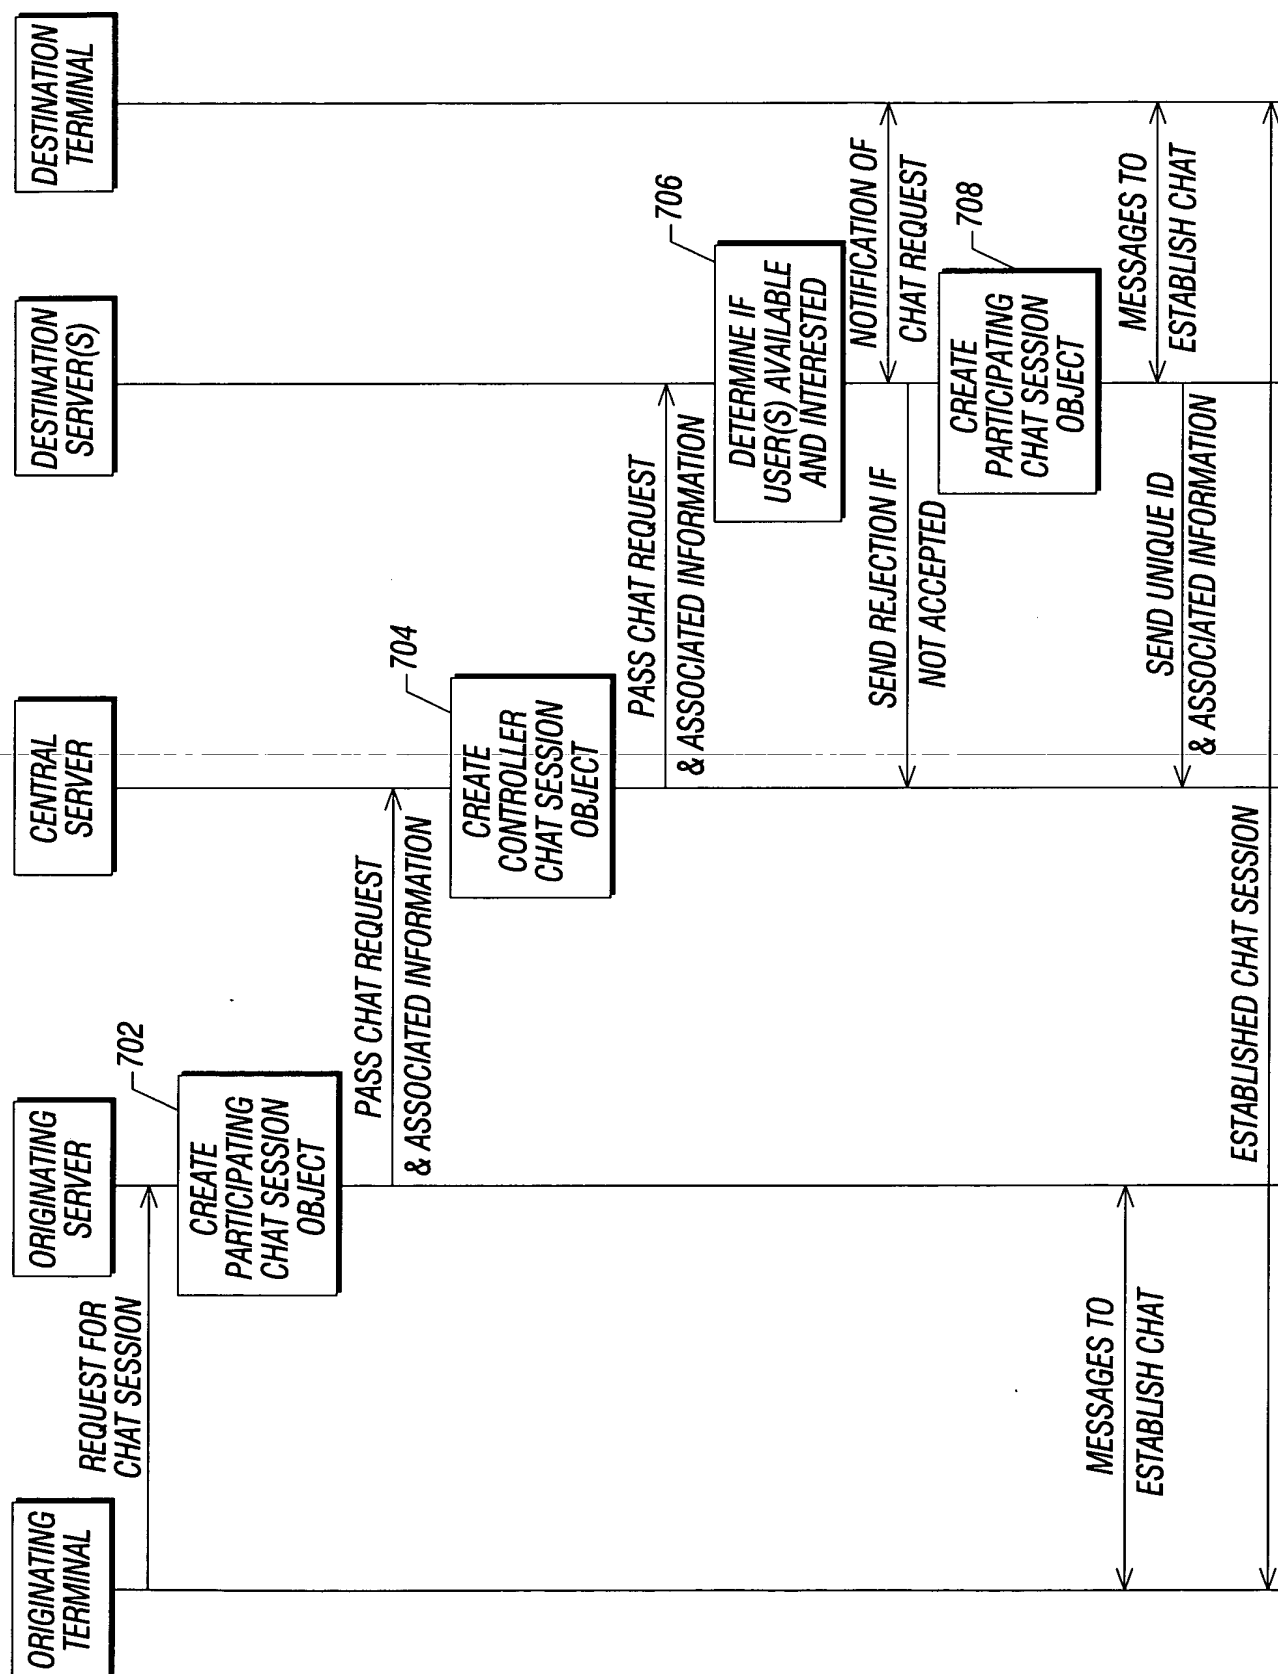 ORIGINATING
TERMINAL
ORIGINATING
SERVER
CENTRAL
SERVER
DESTINATION
SERVER(S)
DESTINATION
TERMINAL
REQUEST FOR
CHAT SESSION
702
CREATE
PARTICIPATING
CHAT SESSION
OBJECT
PASS CHAT REQUEST
& ASSOCIATED INFORMATION
704
CREATE
CONTROLLER
CHAT SESSION
OBJECT
PASS CHAT REQUEST
& ASSOCIATED INFORMATION
706
DETERMINE IF
USER(S) AVAILABLE
AND INTERESTED
NOTIFICATION OF
CHAT REQUEST
SEND REJECTION IF
NOT ACCEPTED
708
CREATE
PARTICIPATING
CHAT SESSION
OBJECT
MESSAGES TO
ESTABLISH CHAT
MESSAGES TO
ESTABLISH CHAT
SEND UNIQUE ID
& ASSOCIATED INFORMATION
ESTABLISHED CHAT SESSION